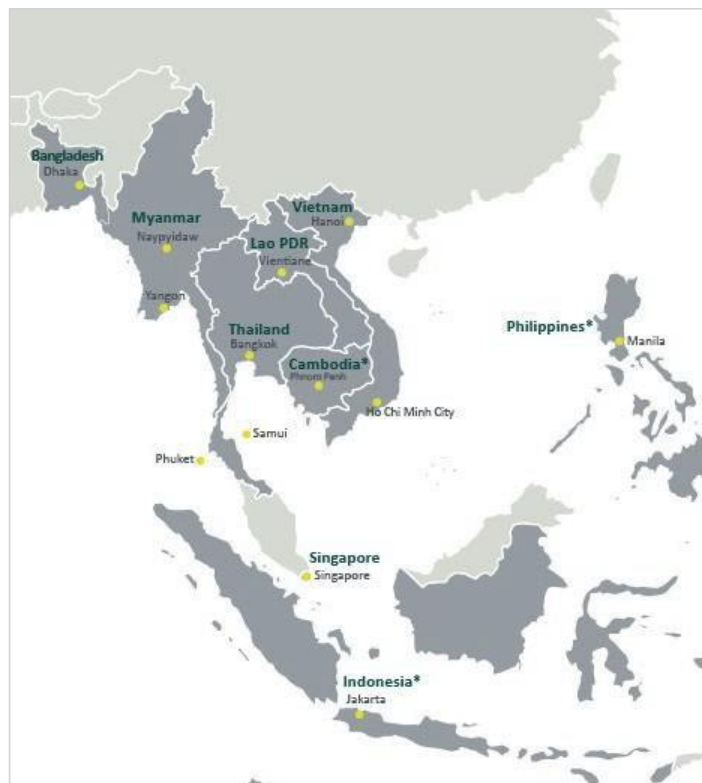 Bangladesh
Dhaka
Myanmar
Naypyidaw
Yangon
Vietnam
Hanoi
Lao PDR
Vientiane
Thailand
Bangkok
Cambodia*
Phnom Penh
Ho Chi Minh City
Samui
Phuket
Philippines*
Manila
Singapore
Singapore
Indonesia*
Jakarta